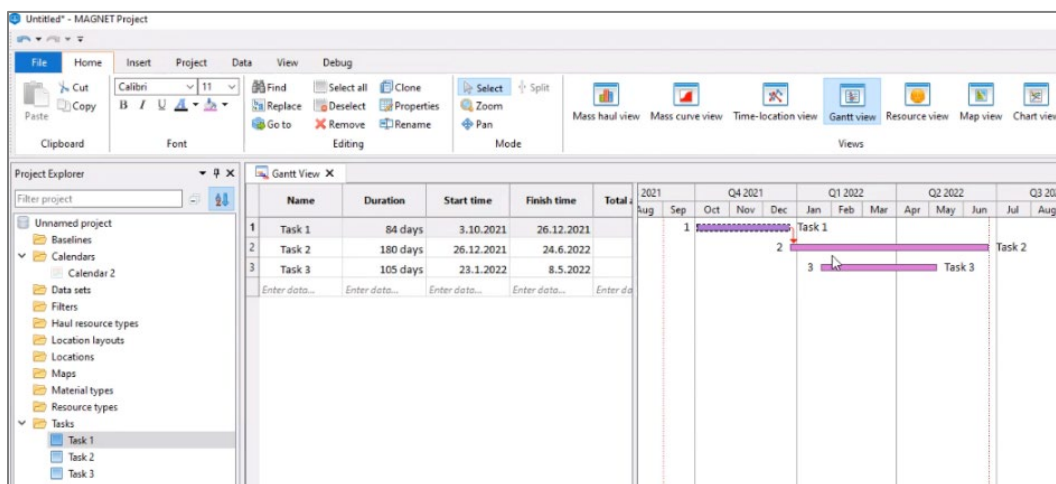 Untitled* - MAGNET Project
File Home Insert Project Data View Debug
Paste Cut Copy
Calibri 11
B I U A
Find Replace Go to
Select all Deselect Remove
Clone Properties Rename
Select Zoom Pan Split
Mass haul view Mass curve view Time-location view Gantt view Resource view Map view Chart view
Clipboard Font Editing Mode Views
Project Explorer
Filter project
Unnamed project
Baselines
Calendars
Calendar 2
Data sets
Filters
Haul resource types
Location layouts
Locations
Maps
Material types
Resource types
Tasks
Task 1
Task 2
Task 3
Gantt View X
Name Duration Start time Finish time Total
1 Task 1 84 days 3.10.2021 26.12.2021
2 Task 2 180 days 26.12.2021 24.6.2022
3 Task 3 105 days 23.1.2022 8.5.2022
Enter data... Enter data... Enter data... Enter data... Enter da
2021 Q4 2021 Q1 2022 Q2 2022 Q3 202
Aug Sep Oct Nov Dec Jan Feb Mar Apr May Jun Jul Aug
1 Task 1
2 Task 2
3 Task 3